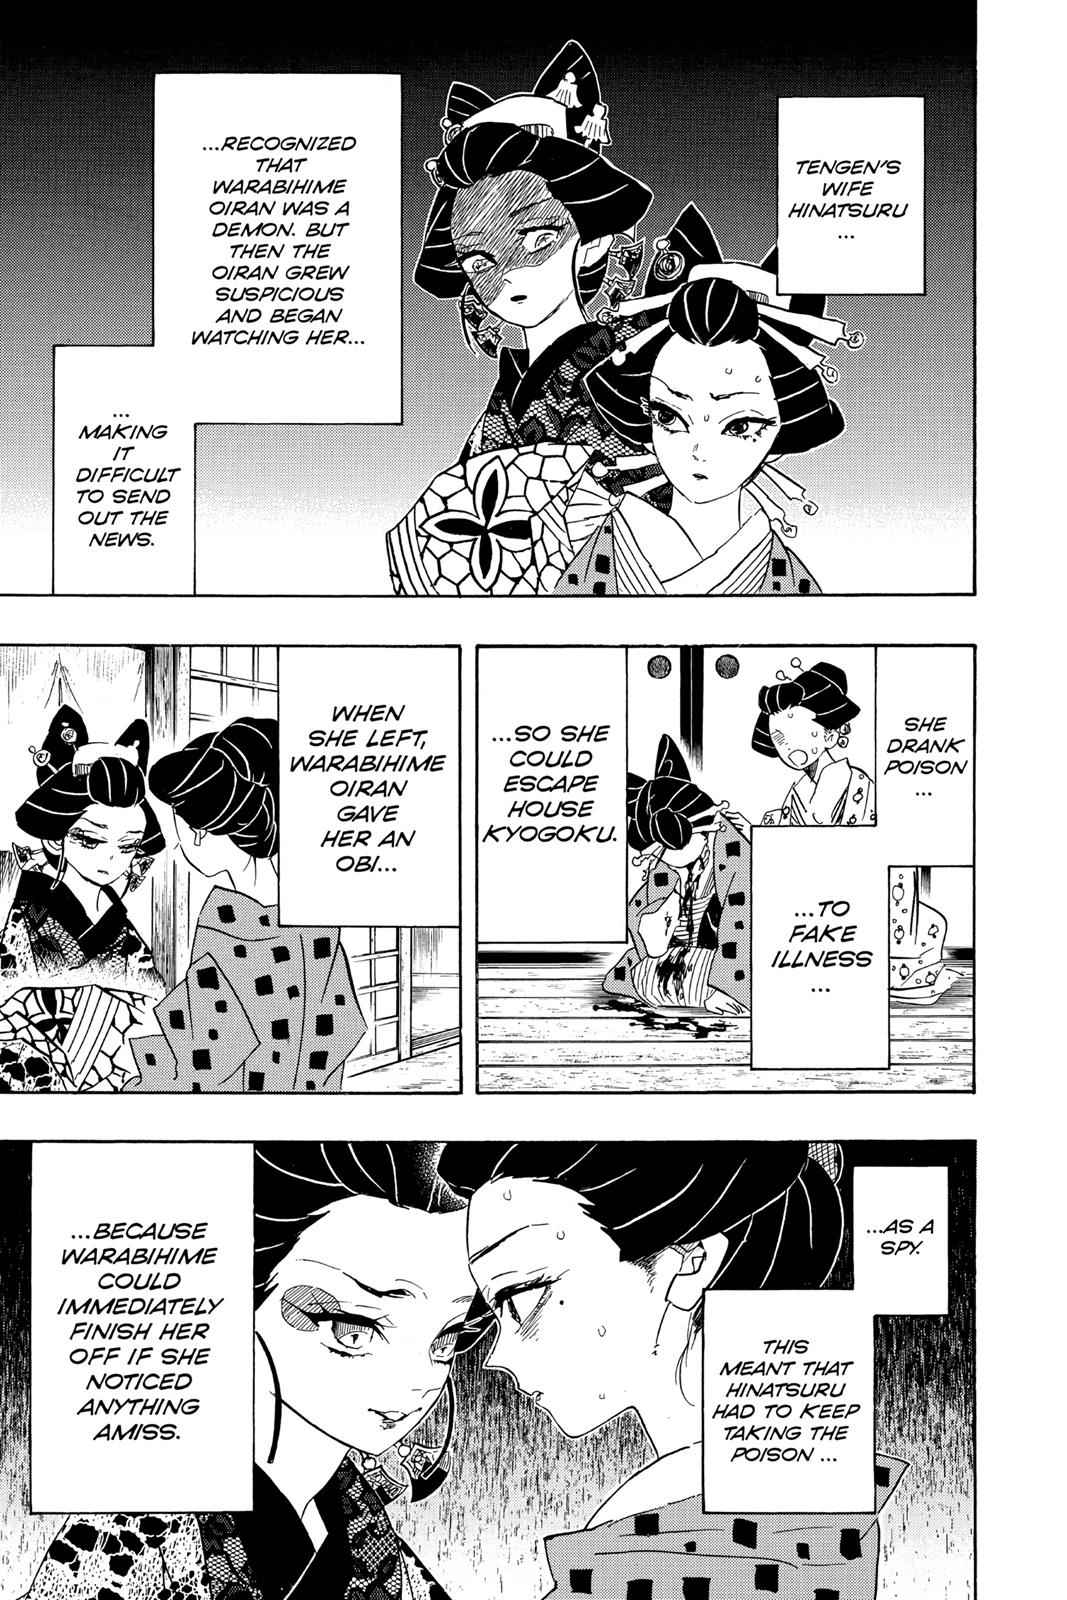 TENGEN'S
WIFE
HINATSURU
...
...RECOGNIZED
THAT
WARABIHIME
OIRAN WAS A
DEMON. BUT
THEN THE
OIRAN GREW
SUSPICIOUS
AND BEGAN
WATCHING HER...
...
MAKING
IT
DIFFICULT
TO SEND
OUT THE
NEWS.
SHE
DRANK
POISON
...
...TO
FAKE
ILLNESS
...
...SO SHE
COULD
ESCAPE
HOUSE
KYOGOKU.
WHEN
SHE LEFT,
WARABIHIME
OIRAN
GAVE
HER AN
OBI...
...AS A
SPY.
THIS
MEANT THAT
HINATSURU
HAD TO KEEP
TAKING THE
POISON ...
...BECAUSE
WARABIHIME
COULD
IMMEDIATELY
FINISH HER
OFF IF SHE
NOTICED
ANYTHING
AMISS.